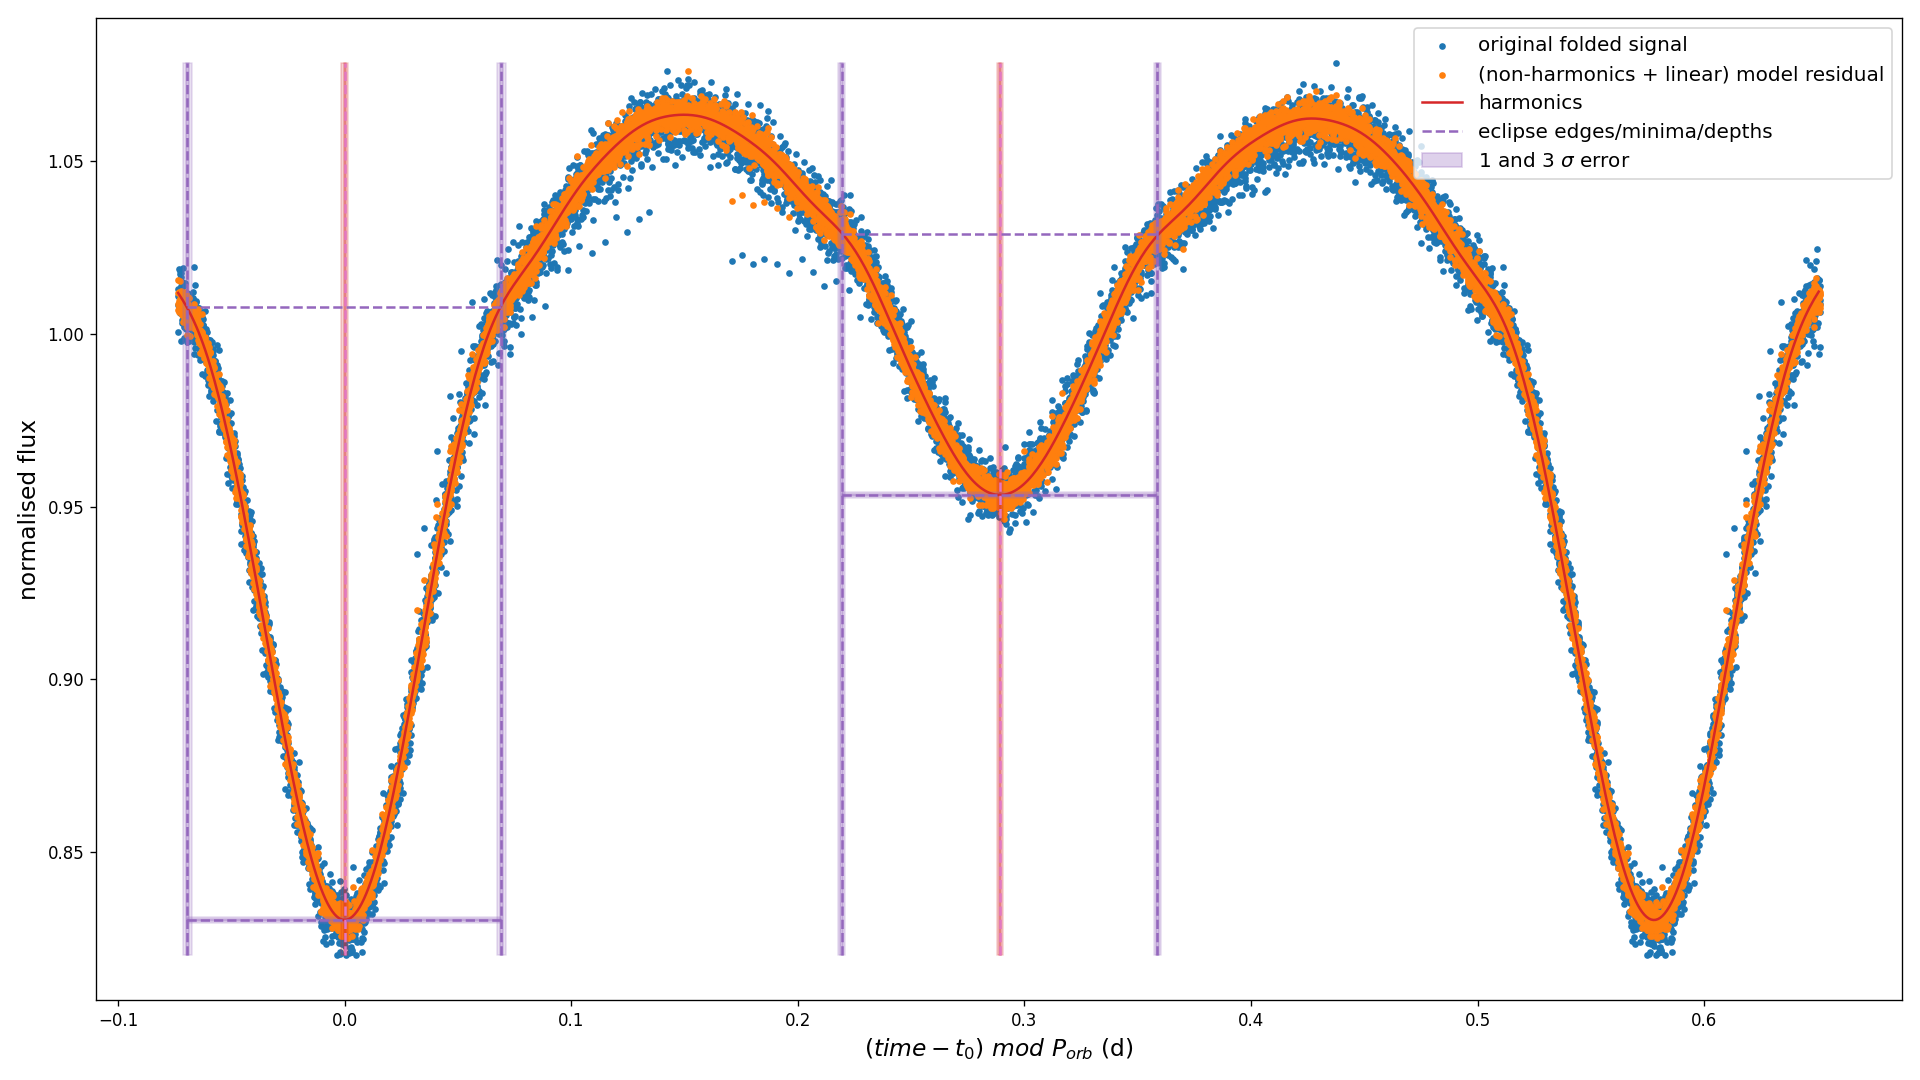 original folded signal
(non-harmonics + linear) model residual
harmonics
eclipse edges/minima/depths
1 and 3 σ error
normalised flux
1.05
1.00
0.95
0.90
0.85
−0.1
0.0
0.1
0.2
0.3
0.4
0.5
0.6
(time − t₀) mod P_orb (d)